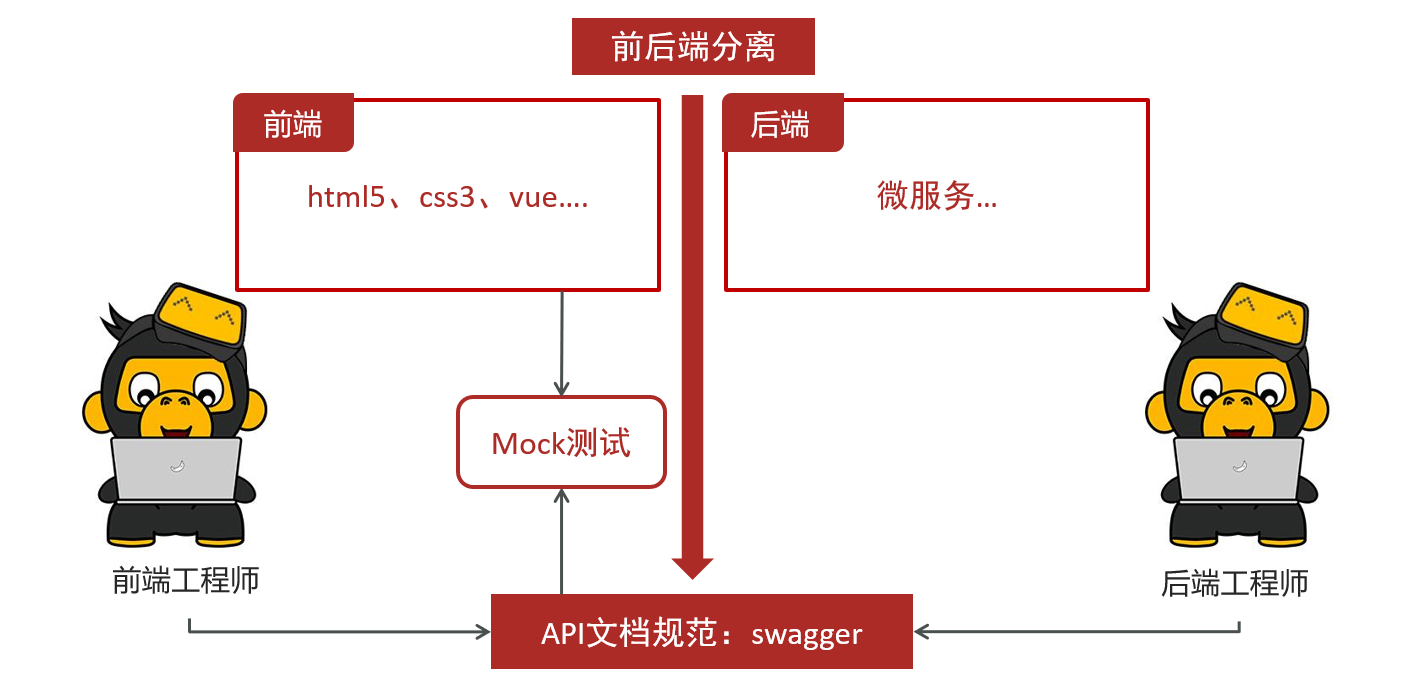 前后端分离
前端
后端
html5、css3、vue....
微服务...
Mock测试
前端工程师
后端工程师
API文档规范：swagger